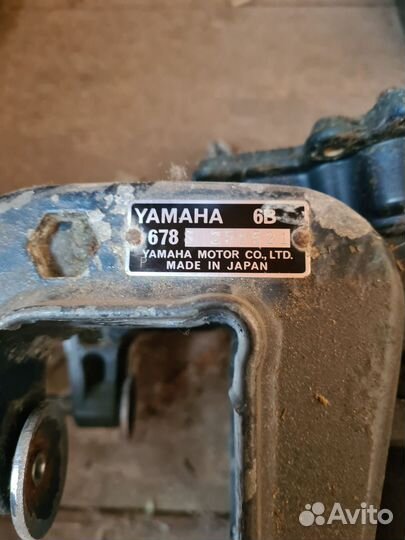 YAMAHA 6B
678
YAMAHA MOTOR CO., LTD.
P MADE IN JAPAN
Avito